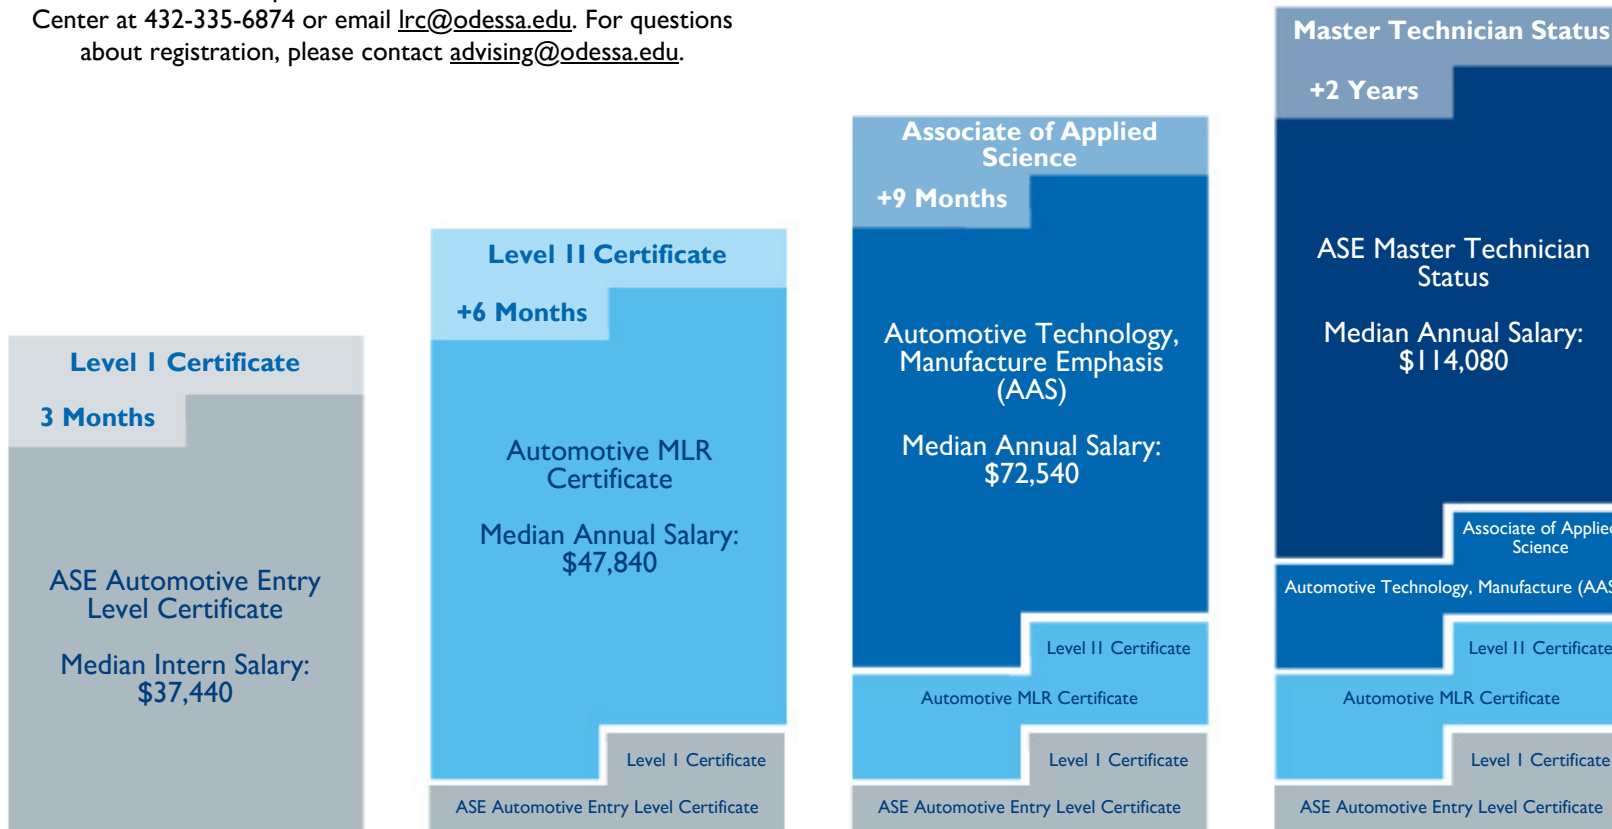 Center at 432-335-6874 or email lrc@odessa.edu. For questions
about registration, please contact advising@odessa.edu.
Level I Certificate
3 Months
ASE Automotive Entry
Level Certificate
Median Intern Salary:
$37,440
Level II Certificate
+6 Months
Automotive MLR
Certificate
Median Annual Salary:
$47,840
Level I Certificate
ASE Automotive Entry Level Certificate
Associate of Applied
Science
+9 Months
Automotive Technology,
Manufacture Emphasis
(AAS)
Median Annual Salary:
$72,540
Level II Certificate
Automotive MLR Certificate
Level I Certificate
ASE Automotive Entry Level Certificate
Master Technician Status
+2 Years
ASE Master Technician
Status
Median Annual Salary:
$114,080
Associate of Applied
Science
Automotive Technology, Manufacture (AAS
Level II Certificate
Automotive MLR Certificate
Level I Certificate
ASE Automotive Entry Level Certificate